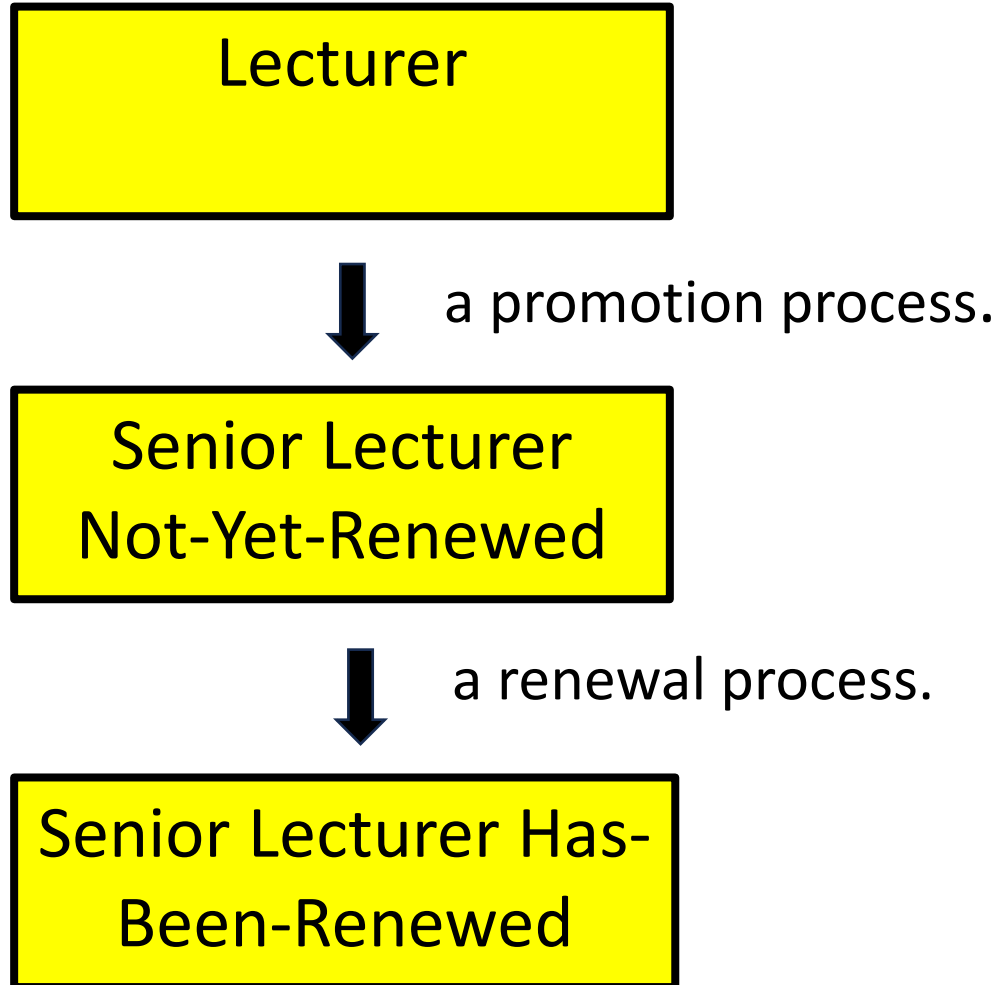 Lecturer
a promotion process.
Senior Lecturer
Not-Yet-Renewed
a renewal process.
Senior Lecturer Has-
Been-Renewed